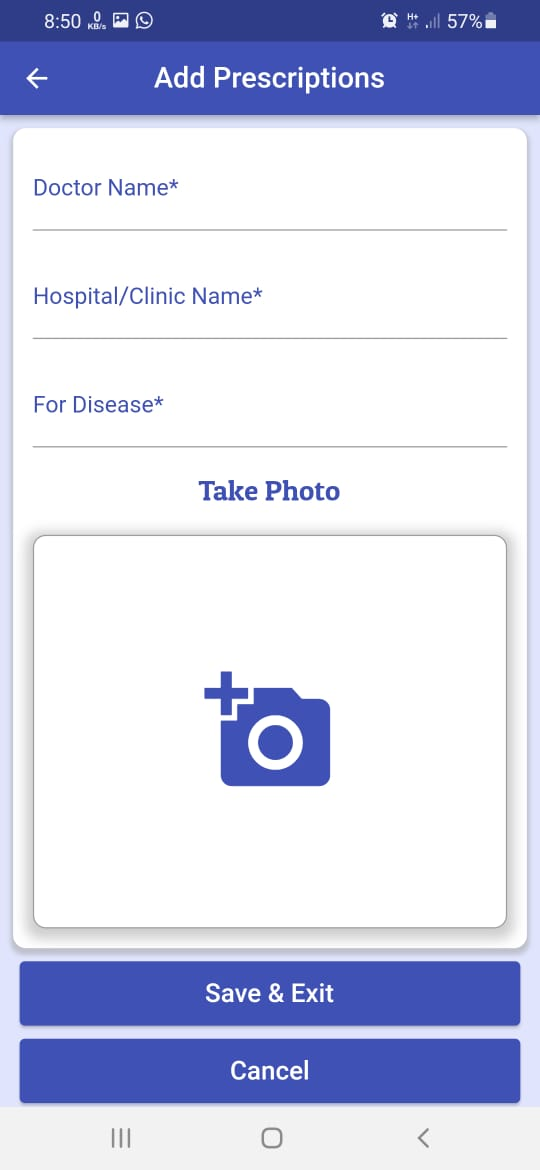 8:50 0 KB/s H+ 57%
Add Prescriptions
Doctor Name*
Hospital/Clinic Name*
For Disease*
Take Photo
Save & Exit
Cancel